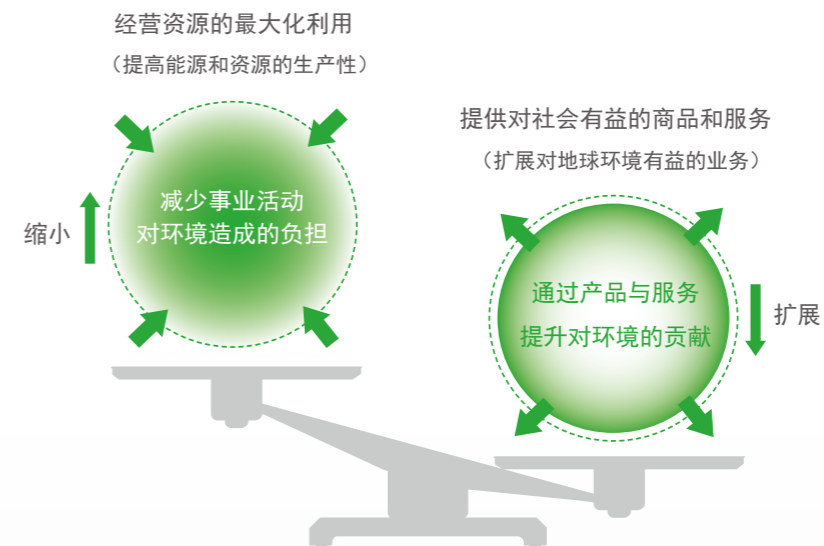 经营资源的最大化利用
（提高能源和资源的生产性）
提供对社会有益的商品和服务
（扩展对地球环境有益的业务）
减少事业活动
对环境造成的负担
缩小
通过产品与服务
提升对环境的贡献
扩展